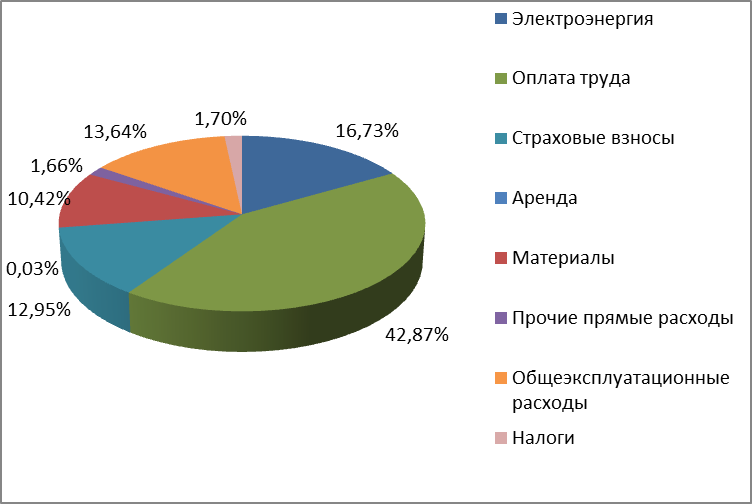 1,70%
13,64%
16,73%
1,66%
10,42%
0,03%
12,95%
42,87%
Электроэнергия
Оплата труда
Страховые взносы
Аренда
Материалы
Прочие прямые расходы
Общеэксплуатационные
расходы
Налоги